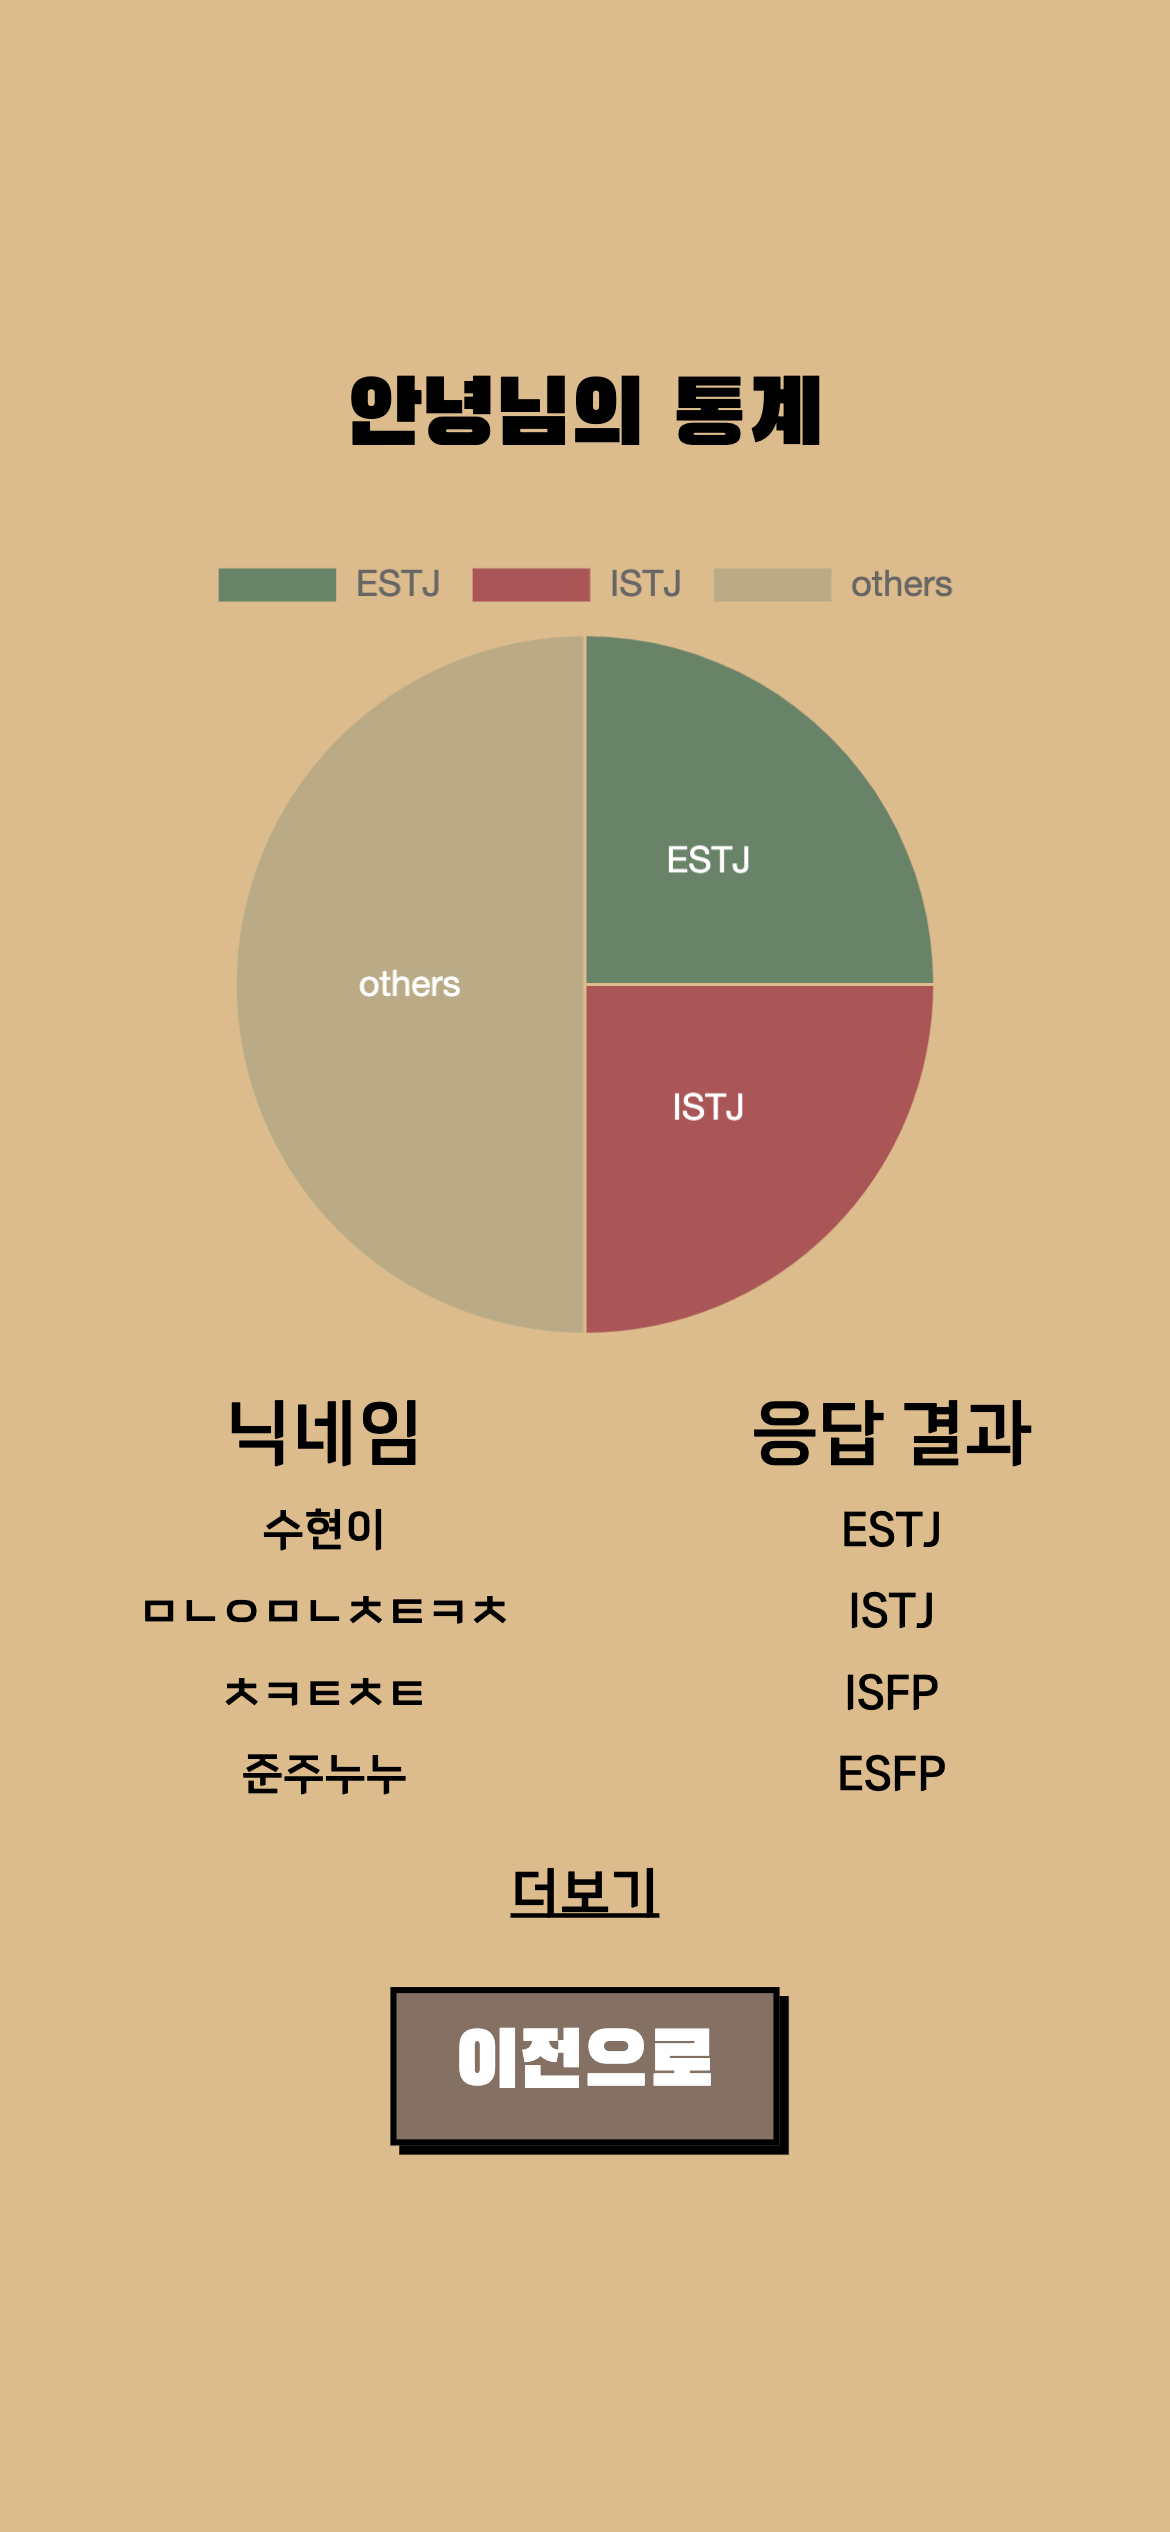 안녕님의 통계
ESTJ ISTJ others
ESTJ
others
ISTJ
닉네임 응답 결과
수현이 ESTJ
ㅁㄴㅇㅁㄴㅊㅌㅋㅊ ISTJ
ㅊㅋㅌㅊㅌ ISFP
준주누누 ESFP
더보기
이전으로